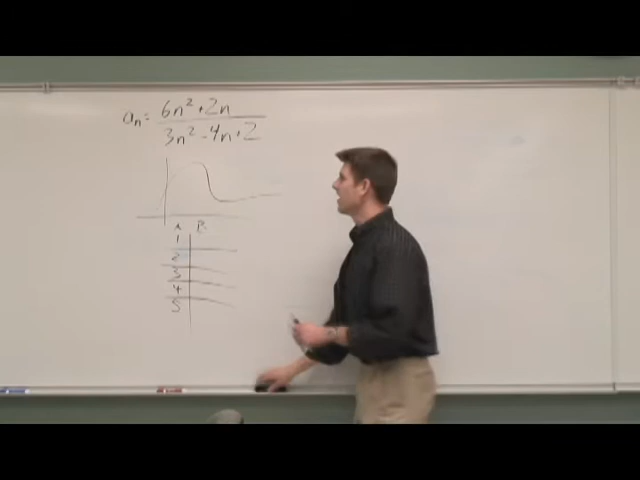 aₙ = 6n² + 2n
3n² - 4n + 2
A B
1
2
3
4
5